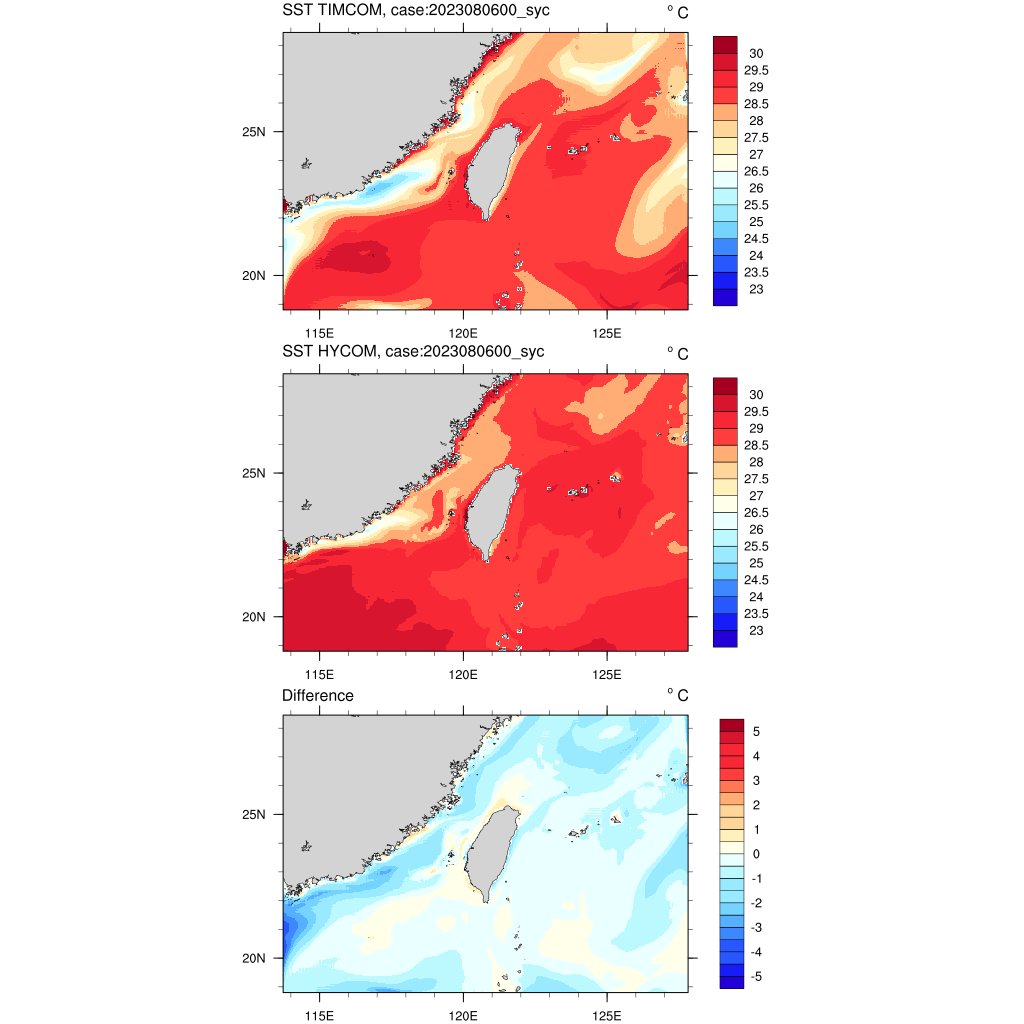 SST TIMCOM, case:2023080600_syc
° C
30
29.5
29
28.5
28
27.5
27
26.5
26
25.5
25
24.5
24
23.5
23
25N
20N
115E
120E
125E
SST HYCOM, case:2023080600_syc
° C
30
29.5
29
28.5
28
27.5
27
26.5
26
25.5
25
24.5
24
23.5
23
25N
20N
115E
120E
125E
Difference
° C
5
4
3
2
1
0
-1
-2
-3
-4
-5
25N
20N
115E
120E
125E